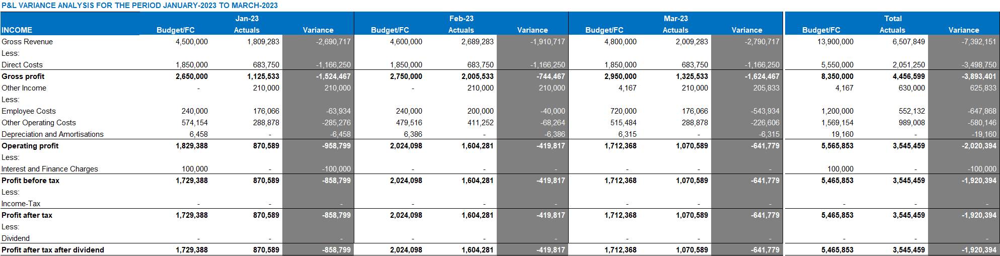 P&L VARIANCE ANALYSIS FOR THE PERIOD JANUARY-2023 TO MARCH-2023
Jan-23 Feb-23 Mar-23 Total
INCOME Budget/FC Actuals Variance Budget/FC Actuals Variance Budget/FC Actuals Variance Budget/FC Actuals Variance
Gross Revenue 4,500,000 1,809,283 -2,690,717 4,600,000 2,689,283 -1,910,717 4,800,000 2,009,283 -2,790,717 13,900,000 6,507,849 -7,392,151
Less:
Direct Costs 1,850,000 683,750 -1,166,250 1,850,000 683,750 -1,166,250 1,850,000 683,750 -1,166,250 5,550,000 2,051,250 -3,498,750
Gross profit 2,650,000 1,125,533 -1,524,467 2,750,000 2,005,533 -744,467 2,950,000 1,325,533 -1,624,467 8,350,000 4,456,599 -3,893,401
Other Income - 210,000 210,000 - 210,000 210,000 4,167 210,000 205,833 4,167 630,000 625,833
Less:
Employee Costs 240,000 176,066 -63,934 240,000 200,000 -40,000 720,000 176,066 -543,934 1,200,000 552,132 -647,868
Other Operating Costs 574,154 288,878 -285,276 479,516 411,252 -68,264 515,484 288,878 -226,606 1,569,154 989,008 -580,146
Depreciation and Amortisations 6,458 - -6,458 6,386 - -6,386 6,315 - -6,315 19,160 - -19,160
Operating profit 1,829,388 870,589 -958,799 2,024,098 1,604,281 -419,817 1,712,368 1,070,589 -641,779 5,565,853 3,545,459 -2,020,394
Less:
Interest and Finance Charges 100,000 - -100,000 - - - - - - 100,000 - -100,000
Profit before tax 1,729,388 870,589 -858,799 2,024,098 1,604,281 -419,817 1,712,368 1,070,589 -641,779 5,465,853 3,545,459 -1,920,394
Less:
Income-Tax - - - - - - - - - - - -
Profit after tax 1,729,388 870,589 -858,799 2,024,098 1,604,281 -419,817 1,712,368 1,070,589 -641,779 5,465,853 3,545,459 -1,920,394
Less:
Dividend - - - - - - - - - - - -
Profit after tax after dividend 1,729,388 870,589 -858,799 2,024,098 1,604,281 -419,817 1,712,368 1,070,589 -641,779 5,465,853 3,545,459 -1,920,394